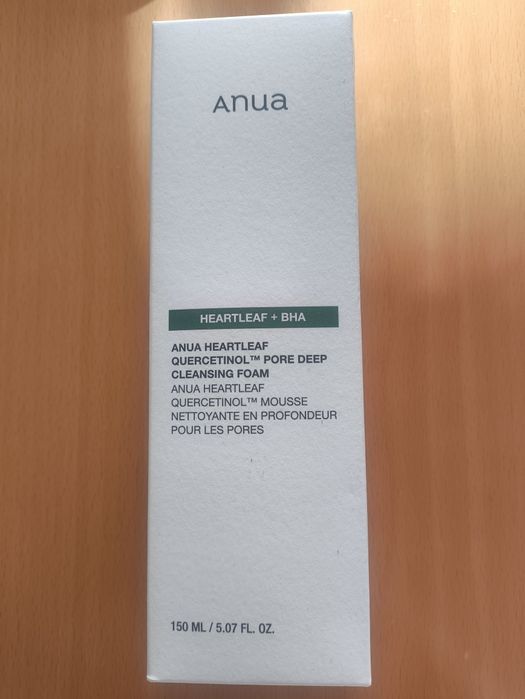 Anua
HEARTLEAF + BHA
ANUA HEARTLEAF
QUERCETINOL™ PORE DEEP
CLEANSING FOAM
ANUA HEARTLEAF
QUERCETINOL™ MOUSSE
NETTOYANTE EN PROFONDEUR
POUR LES PORES
150 ML / 5.07 FL. OZ.